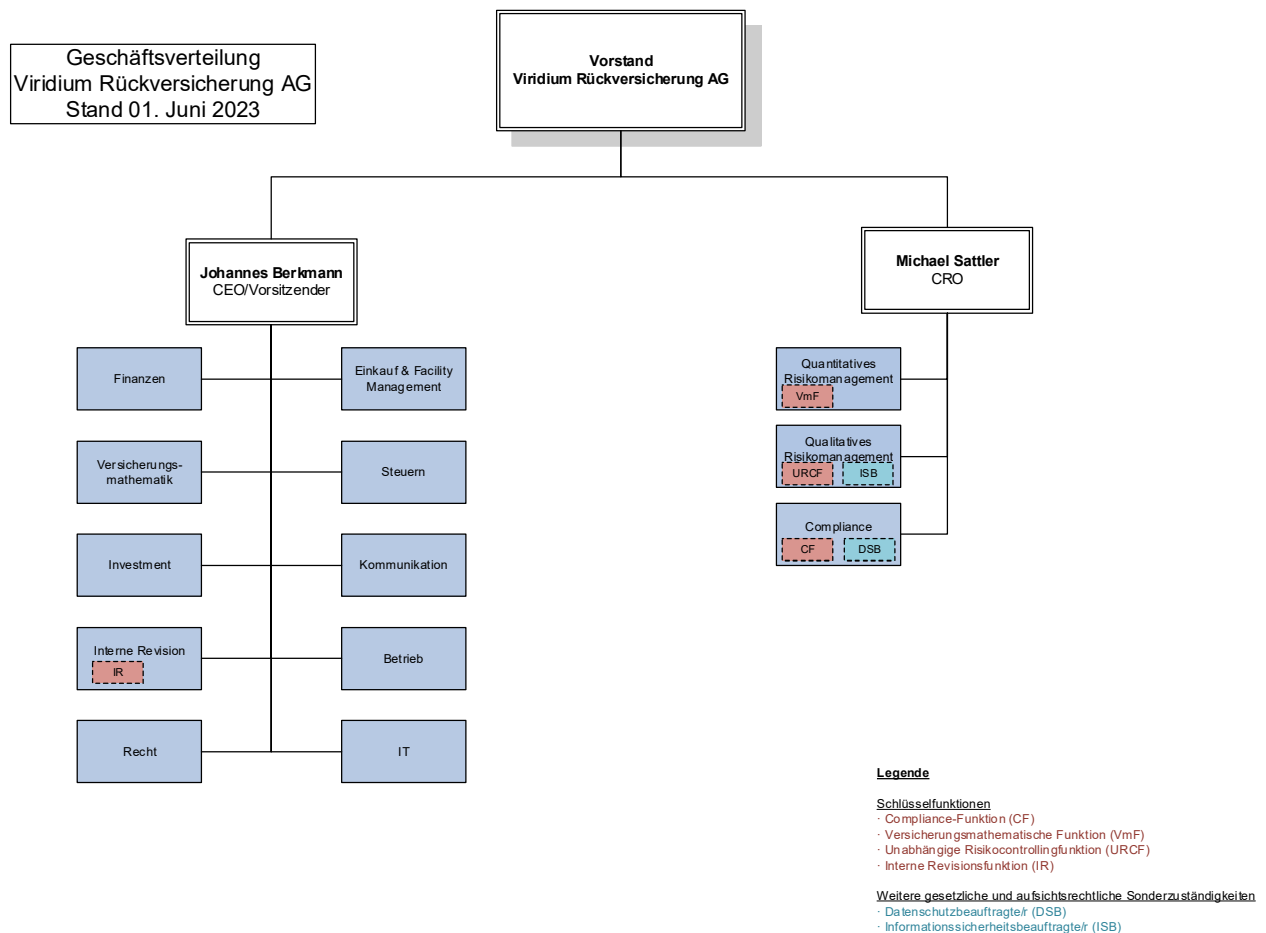 Geschäftsverteilung
Viridium Rückversicherung AG
Stand 01. Juni 2023
Vorstand
Viridium Rückversicherung AG
Johannes Berkmann
CEO/Vorsitzender
Michael Sattler
CRO
Finanzen
Einkauf & Facility
Management
Versicherungs-
mathematik
Steuern
Investment
Kommunikation
Interne Revision
IR
Betrieb
Recht
IT
Quantitatives
Risikomanagement
VmF
Qualitatives
Risikomanagement
URCF
ISB
Compliance
CF
DSB
Legende
Schlüsselfunktionen
· Compliance-Funktion (CF)
· Versicherungsmathematische Funktion (VmF)
· Unabhängige Risikocontrollingfunktion (URCF)
· Interne Revisionsfunktion (IR)
Weitere gesetzliche und aufsichtsrechtliche Sonderzuständigkeiten
· Datenschutzbeauftragte/r (DSB)
· Informationssicherheitsbeauftragte/r (ISB)